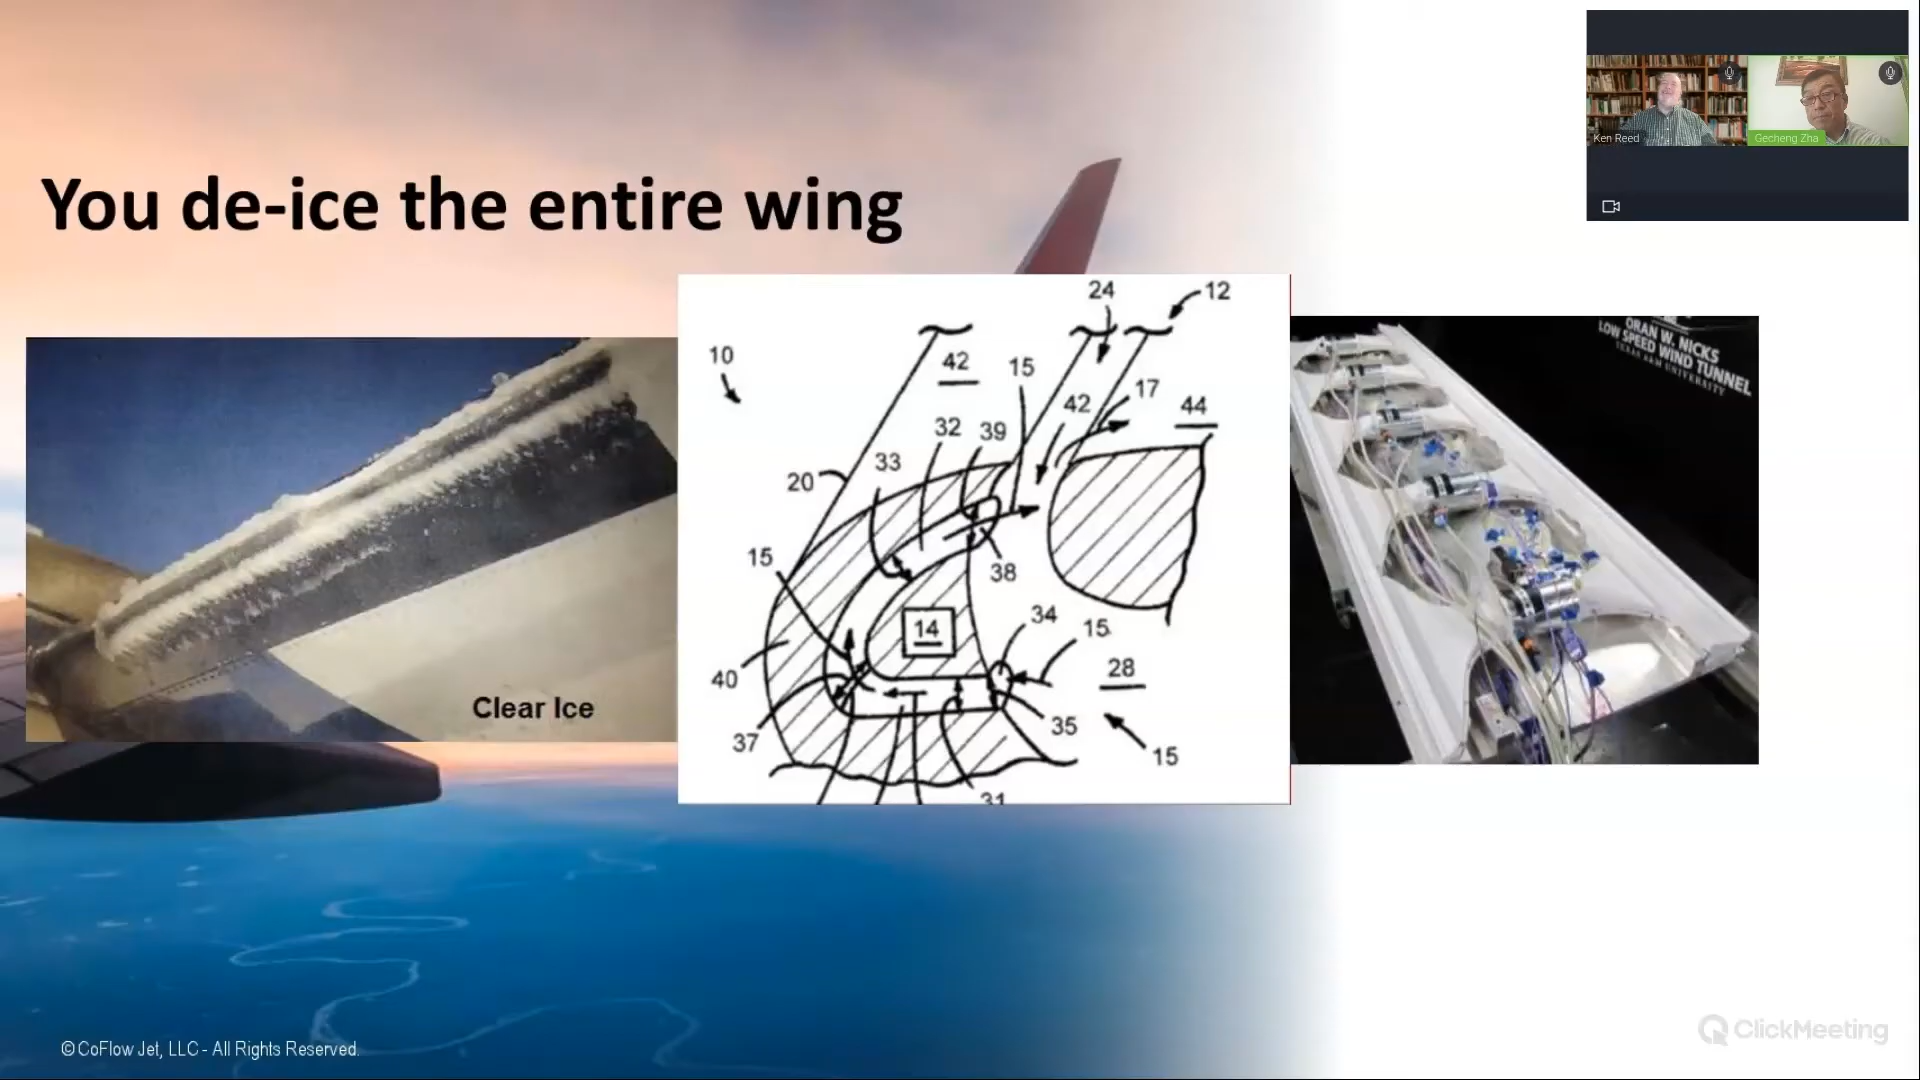 Ken Reed
Gecheng Zha
You de-ice the entire wing
Clear Ice
24
12
10
42
15
17
42
44
32
39
33
20
15
38
14
34
15
28
40
35
37
15
31
ORAN W. NICKS
LOW SPEED WIND TUNNEL
TEXAS A&M UNIVERSITY
© CoFlow Jet, LLC - All Rights Reserved.
ClickMeeting